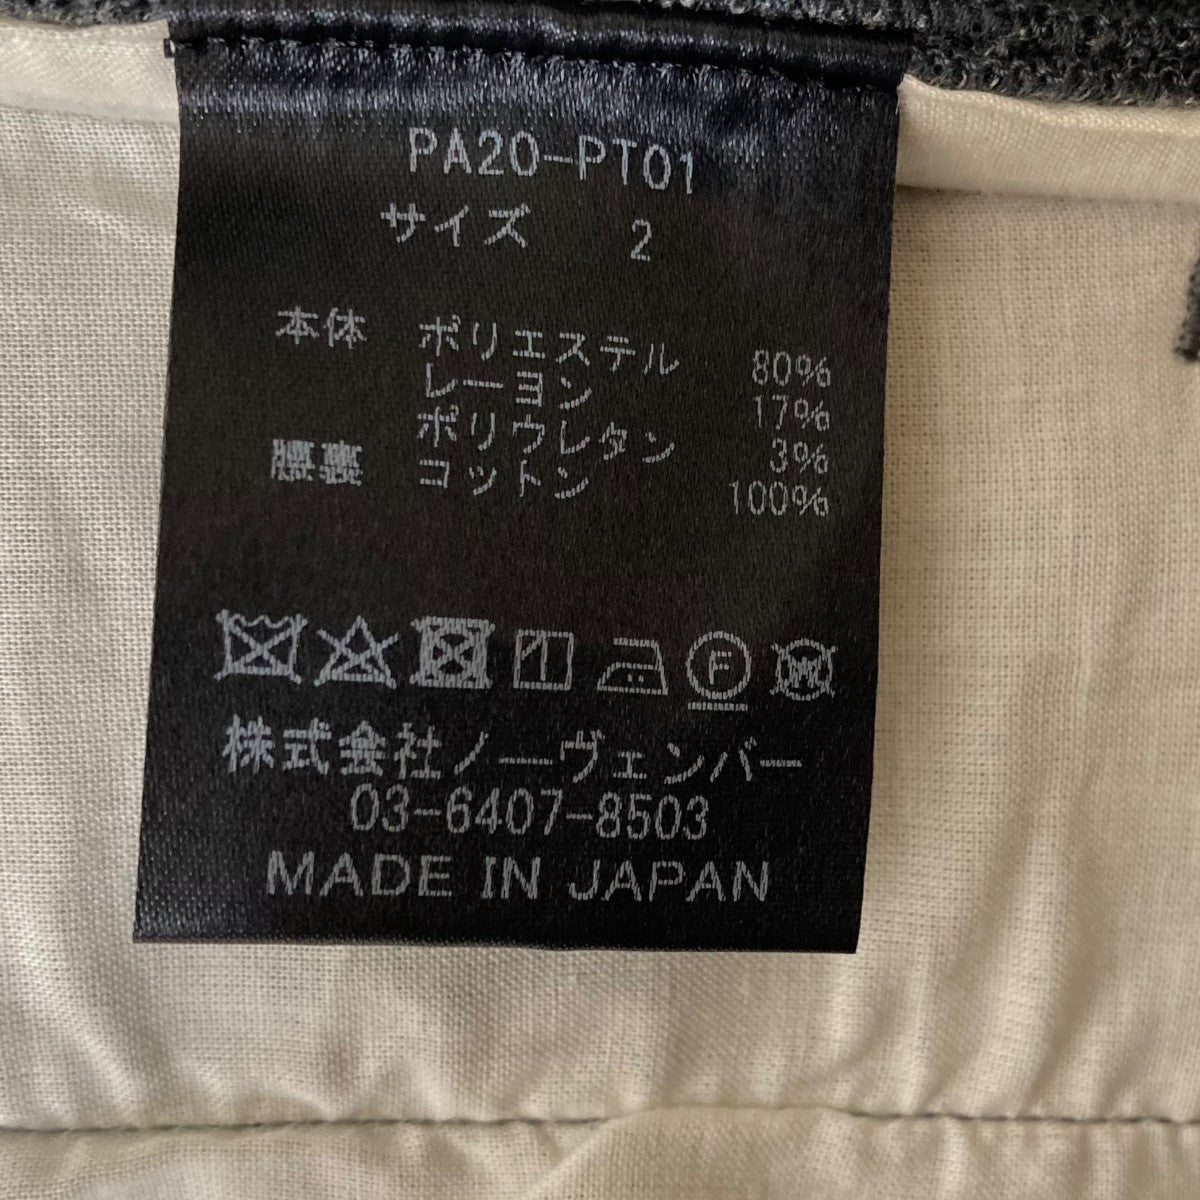 PA20-PT01
サイズ 2
本体 ポリエステル 80%
レーヨン 17%
ポリウレタン 3%
腰裏 コットン 100%
F W
株式会社ノーヴェンバー
03-6407-8503
MADE IN JAPAN